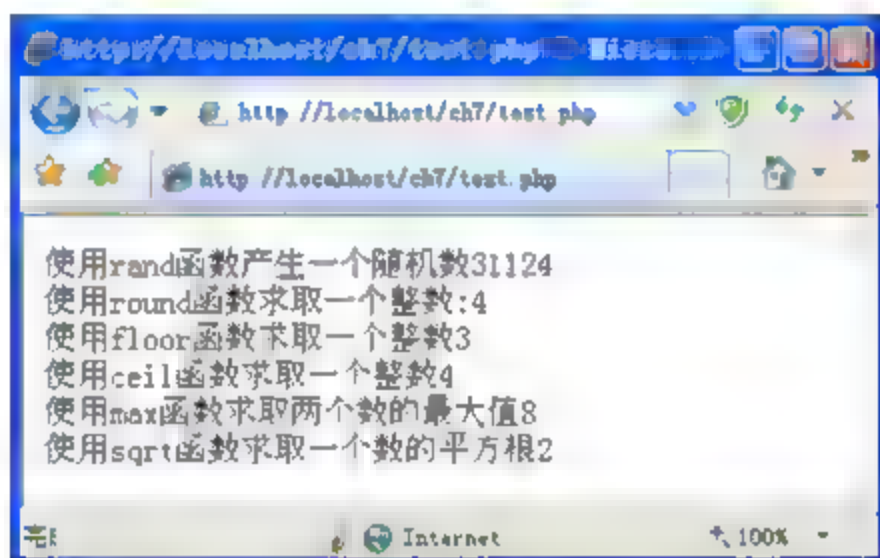 http //localhost/ch7/test php
http //localhost/ch7/test.php
使用rand函数产生一个随机数31124
使用round函数求取一个整数:4
使用floor函数求取一个整数3
使用ceil函数求取一个整数4
使用max函数求取两个数的最大值8
使用sqrt函数求取一个数的平方根2
Internet
100%